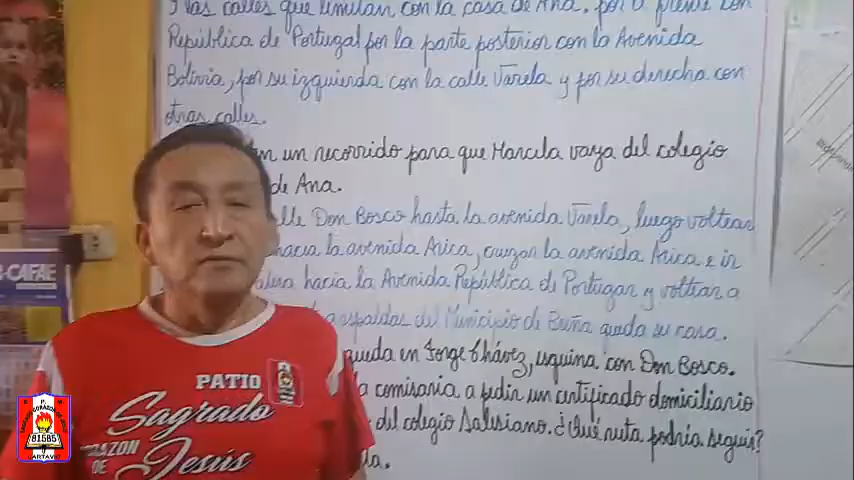 las calles que limitan con la casa de Ana, por el frente con
República de Portugal por la parte posterior con la Avenida
Bolivia, por su izquierda con la calle Varela y por su derecha con
otras calles.
un recorrido para que Marcela vaya del colegio
de Ana.
Don Bosco hasta la avenida Varela, luego voltear
hacia la avenida Arica, cruzar la avenida Arica e ir
hacia la Avenida República de Portugal y voltear a
espaldas del Municipio de Breña queda su casa.
queda en Jorge Chávez, esquina con Don Bosco.
comisaria a pedir un certificado domiciliario
del colegio Salesiano. ¿Qué ruta podría seguir?
-CAFAE
PATIO
Sagrado
CORAZON
DE
Jesús
81585
CARTAVIO